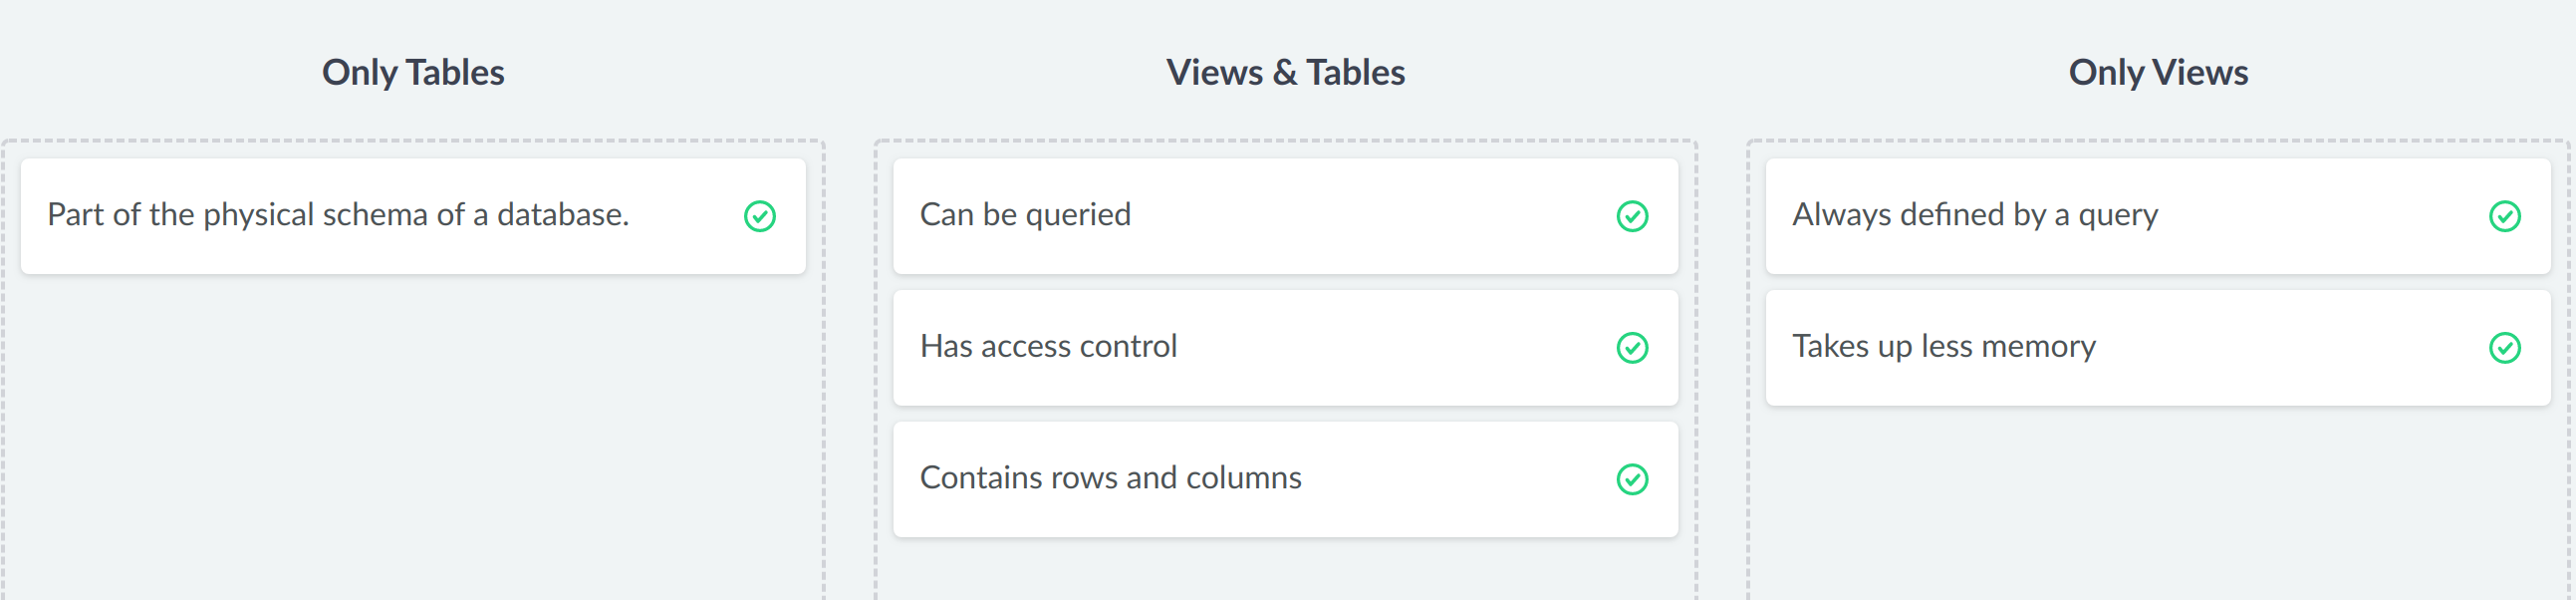 Only Tables
Part of the physical schema of a database.
Views & Tables
Can be queried
Has access control
Contains rows and columns
Only Views
Always defined by a query
Takes up less memory